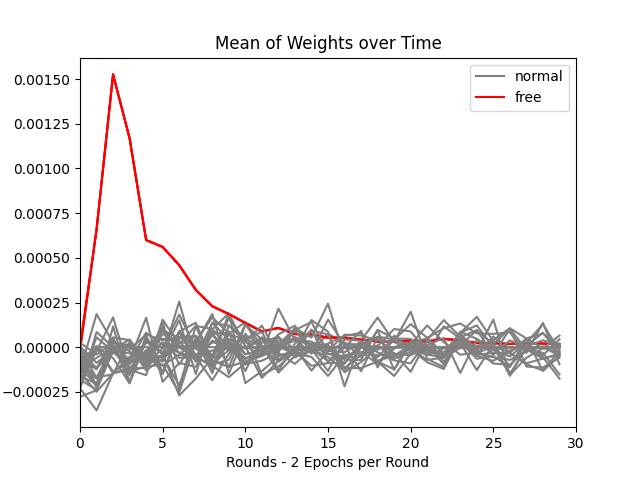 Mean of Weights over Time
normal
free
0.00150
0.00125
0.00100
0.00075
0.00050
0.00025
0.00000
−0.00025
0 5 10 15 20 25 30
Rounds - 2 Epochs per Round